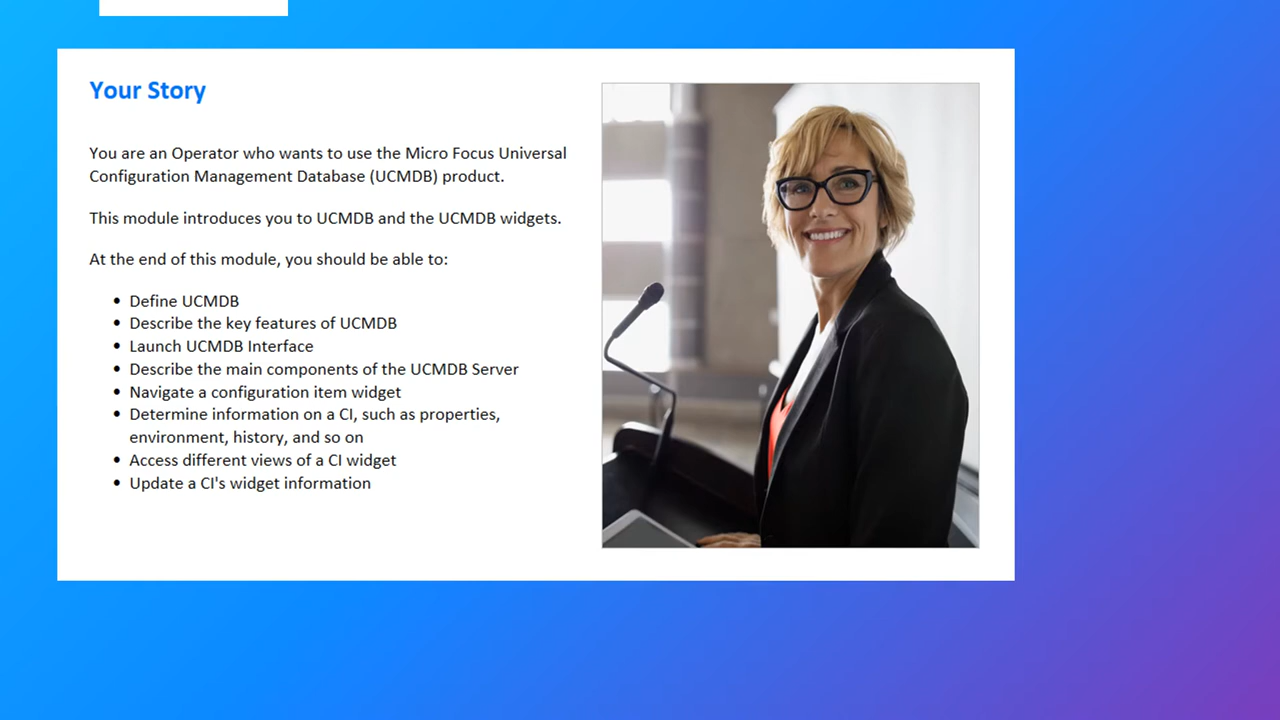 Your Story
You are an Operator who wants to use the Micro Focus Universal
Configuration Management Database (UCMDB) product.
This module introduces you to UCMDB and the UCMDB widgets.
At the end of this module, you should be able to:
• Define UCMDB
• Describe the key features of UCMDB
• Launch UCMDB Interface
• Describe the main components of the UCMDB Server
• Navigate a configuration item widget
• Determine information on a CI, such as properties,
environment, history, and so on
• Access different views of a CI widget
• Update a CI's widget information